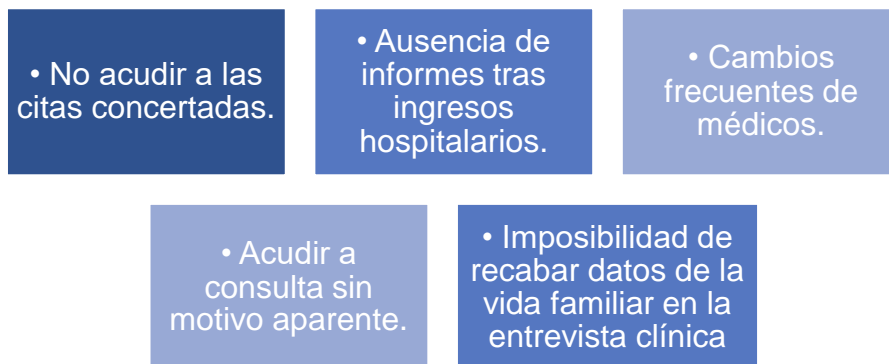 • No acudir a las
citas concertadas.
• Ausencia de
informes tras
ingresos
hospitalarios.
• Cambios
frecuentes de
médicos.
• Acudir a
consulta sin
motivo aparente.
• Imposibilidad de
recabar datos de la
vida familiar en la
entrevista clínica